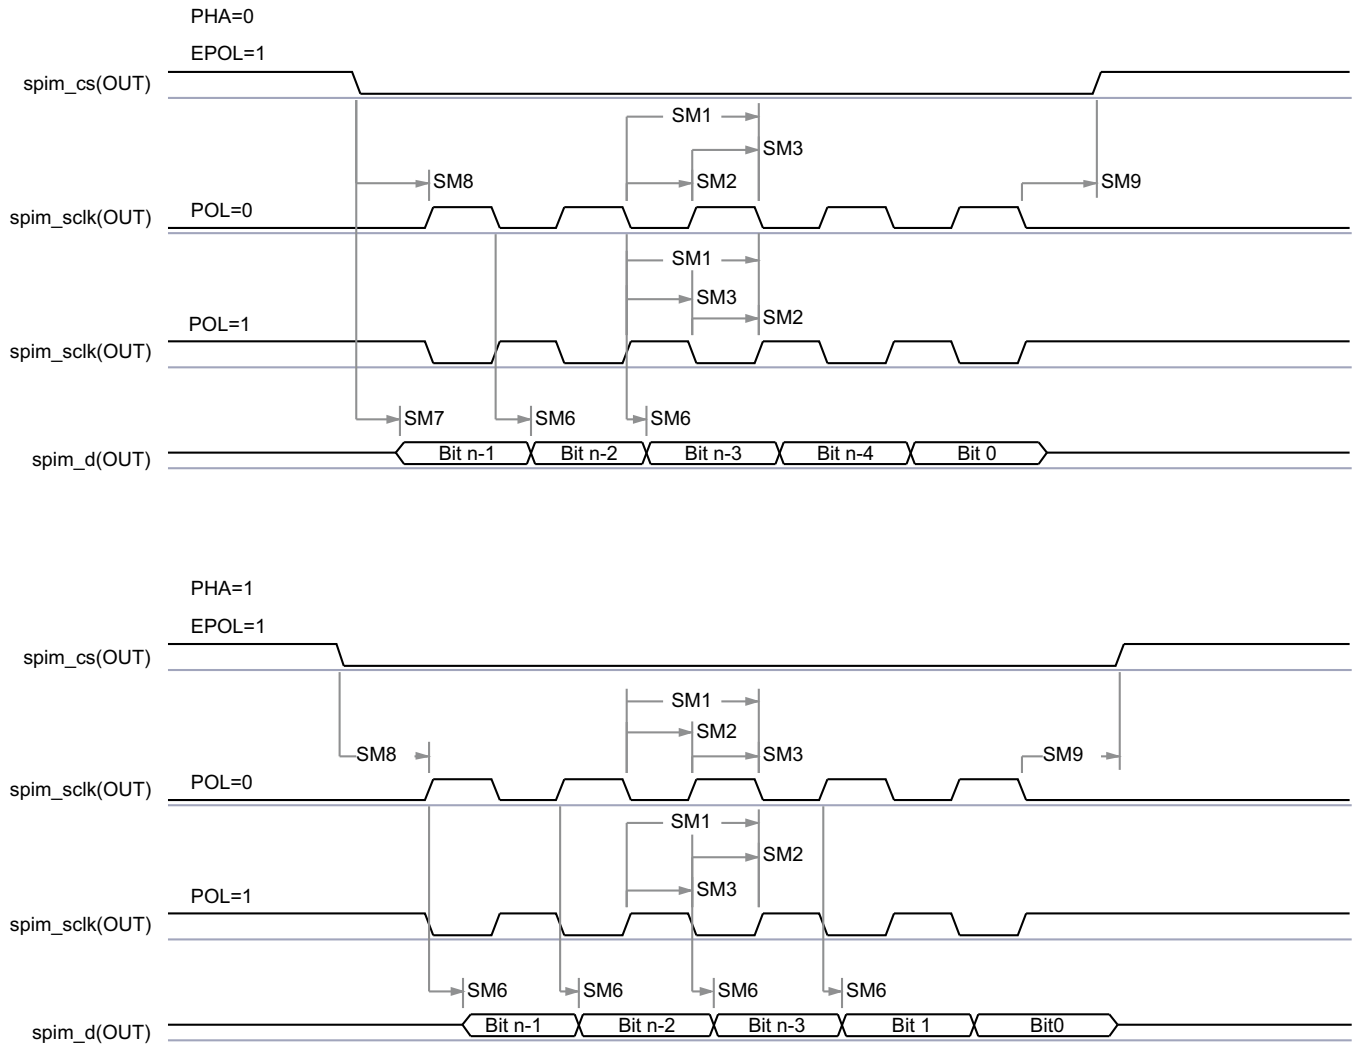 PHA=0
EPOL=1
spim_cs(OUT)
SM1
SM3
SM8
SM2
SM9
POL=0
spim_sclk(OUT)
SM1
SM3
SM2
POL=1
spim_sclk(OUT)
SM7
SM6
SM6
spim_d(OUT)
Bit n-1
Bit n-2
Bit n-3
Bit n-4
Bit 0
PHA=1
EPOL=1
spim_cs(OUT)
SM1
SM2
SM8
SM3
SM9
POL=0
spim_sclk(OUT)
SM1
SM2
SM3
POL=1
spim_sclk(OUT)
SM6
SM6
SM6
SM6
spim_d(OUT)
Bit n-1
Bit n-2
Bit n-3
Bit 1
Bit0